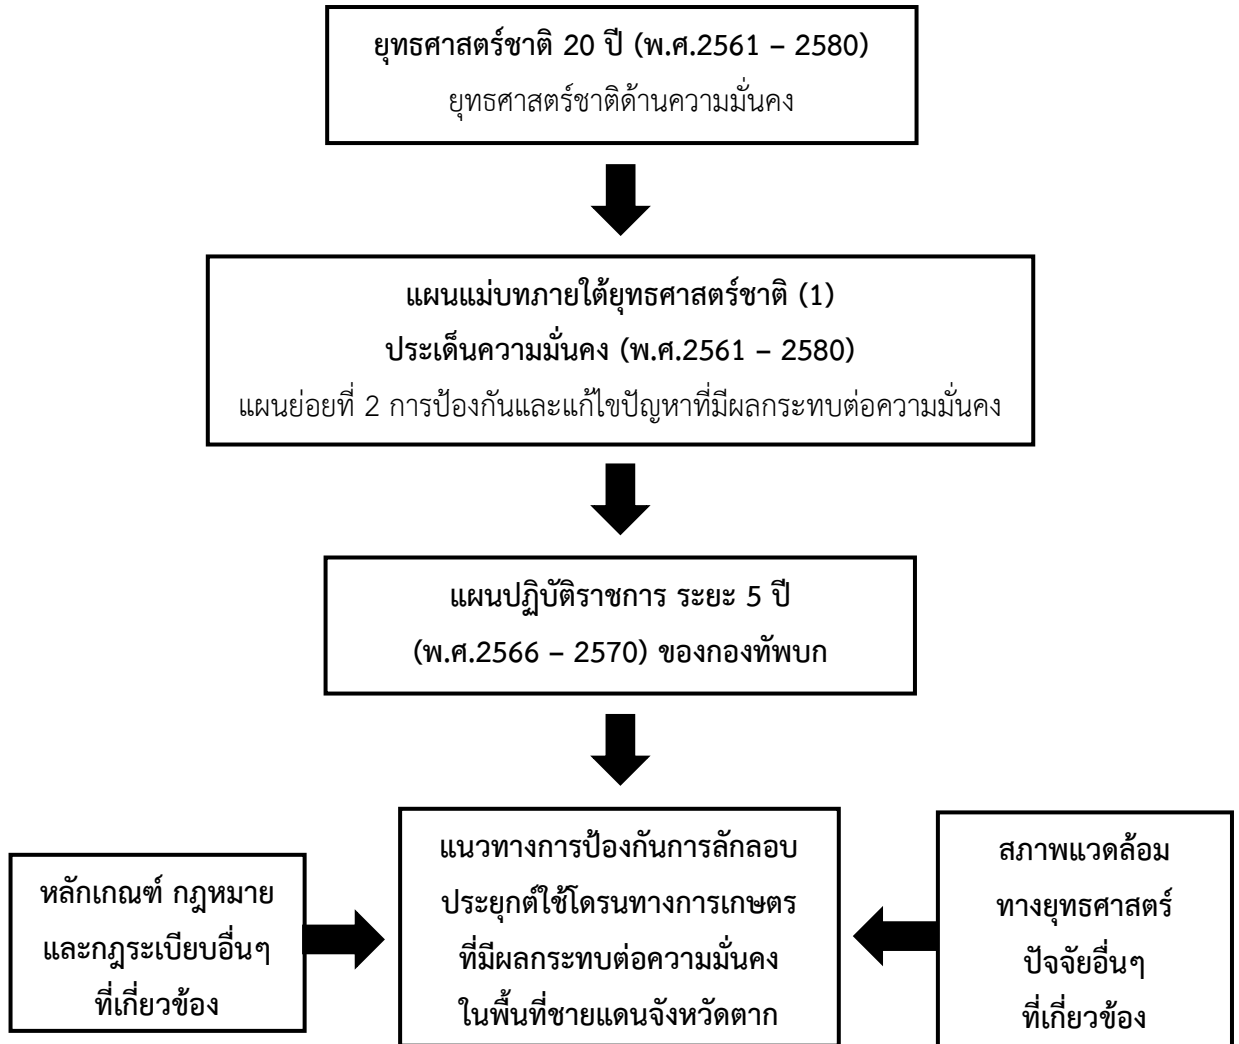 ยุทธศาสตร์ชาติ 20 ปี (พ.ศ.2561 – 2580)
ยุทธศาสตร์ชาติด้านความมั่นคง
แผนแม่บทภายใต้ยุทธศาสตร์ชาติ (1)
ประเด็นความมั่นคง (พ.ศ.2561 – 2580)
แผนย่อยที่ 2 การป้องกันและแก้ไขปัญหาที่มีผลกระทบต่อความมั่นคง
แผนปฏิบัติราชการ ระยะ 5 ปี
(พ.ศ.2566 – 2570) ของกองทัพบก
หลักเกณฑ์ กฎหมาย
และกฎระเบียบอื่นๆ
ที่เกี่ยวข้อง
แนวทางการป้องกันการลักลอบ
ประยุกต์ใช้โดรนทางการเกษตร
ที่มีผลกระทบต่อความมั่นคง
ในพื้นที่ชายแดนจังหวัดตาก
สภาพแวดล้อม
ทางยุทธศาสตร์
ปัจจัยอื่นๆ
ที่เกี่ยวข้อง